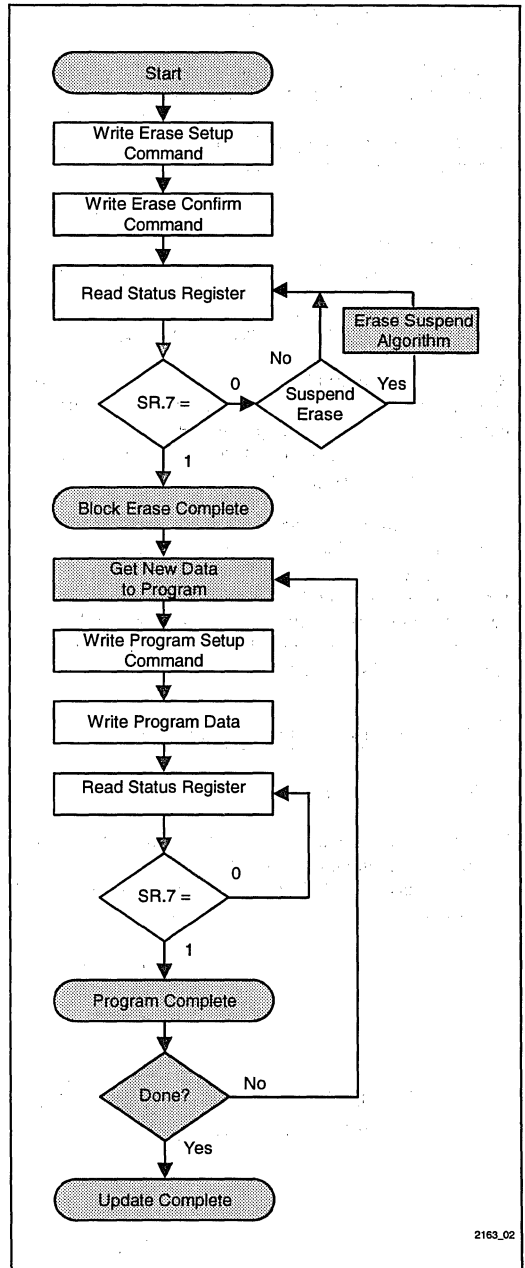 Start
Write Erase Setup
Command
Write Erase Confirm
Command
Read Status Register
Erase Suspend
Algorithm
No
Yes
0
SR.7 =
Suspend
Erase
1
Block Erase Complete
Get New Data
to Program
Write Program Setup
Command
Write Program Data
Read Status Register
0
SR.7 =
1
Program Complete
No
Done?
Yes
Update Complete
2163_02